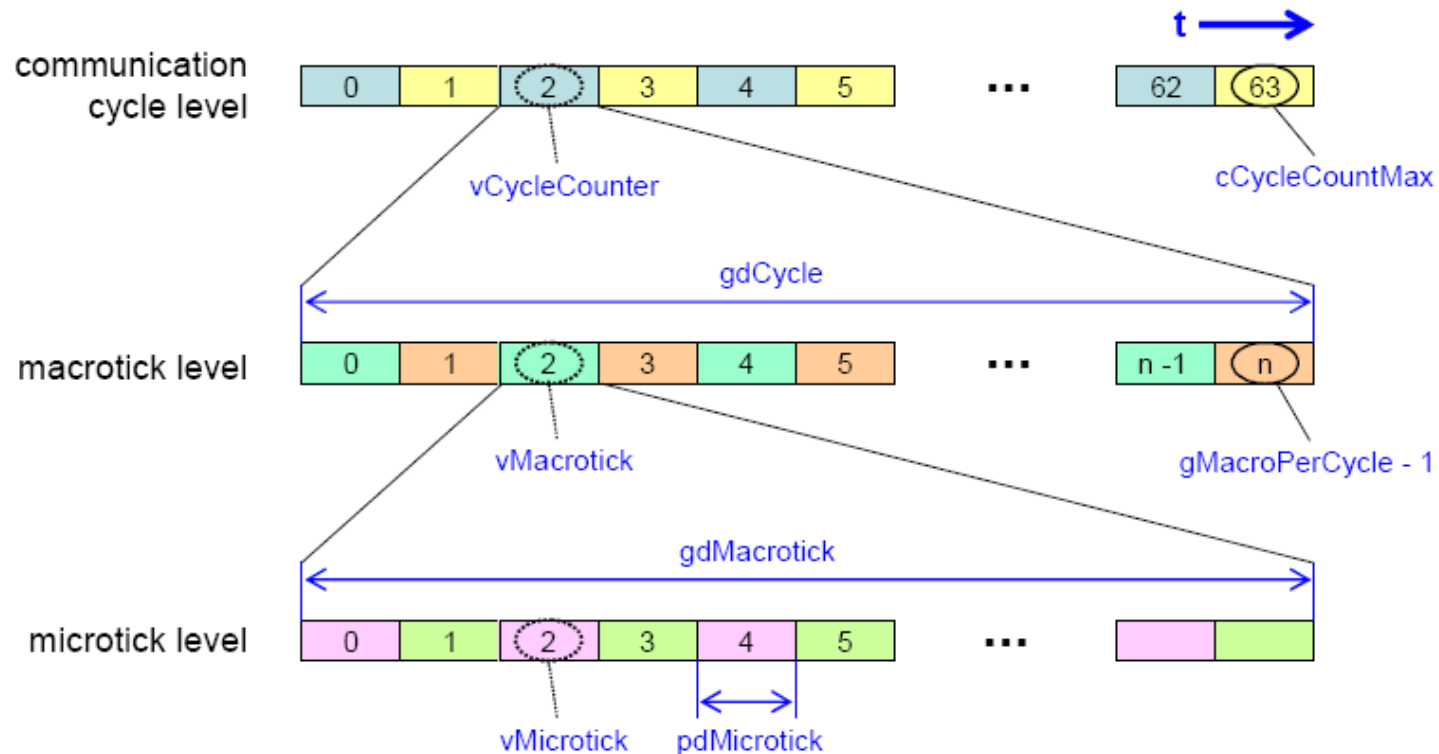 t
communication
cycle level
0 1 2 3 4 5 ... 62 63
vCycleCounter
cCycleCountMax
gdCycle
macrotick level
0 1 2 3 4 5 ... n -1 n
vMacrotick
gMacroPerCycle - 1
gdMacrotick
microtick level
0 1 2 3 4 5 ...
vMicrotick
pdMicrotick